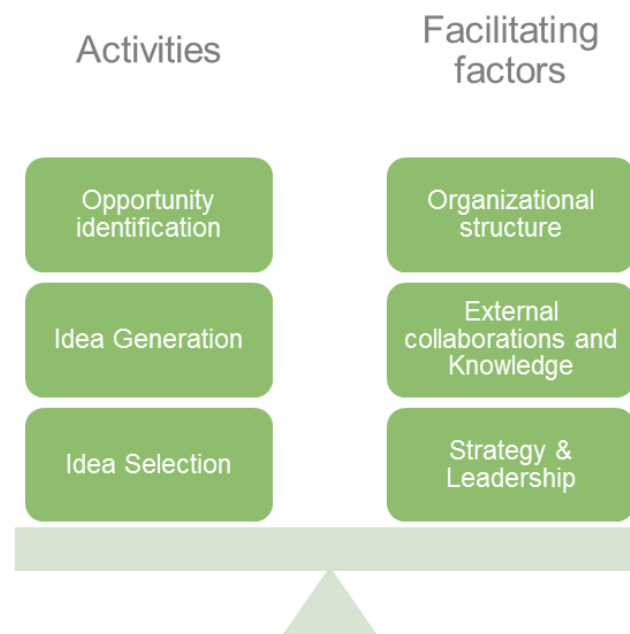 Activities
Facilitating
factors
Opportunity
identification
Organizational
structure
Idea Generation
External
collaborations and
Knowledge
Idea Selection
Strategy &
Leadership